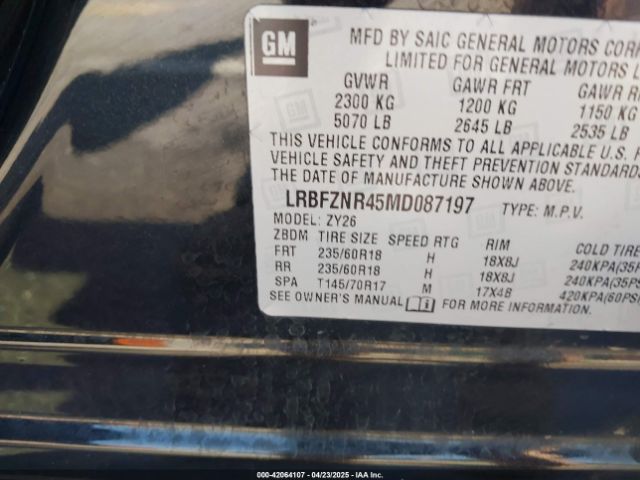 GM
MFD BY SAIC GENERAL MOTORS CORP
LIMITED FOR GENERAL MOTORS
GVWR GAWR FRT GAWR R
2300 KG 1200 KG 1150 KG
5070 LB 2645 LB 2535 LB
THIS VEHICLE CONFORMS TO ALL APPLICABLE U.S. F
VEHICLE SAFETY AND THEFT PREVENTION STANDA
THE DATE OF MANUFACTURE SHOWN ABOVE.
LRBFZNR45MD087197 TYPE: M.P.V.
MODEL: ZY26
ZBDM TIRE SIZE SPEED RTG RIM COLD TIRE
FRT 235/60R18 H 18X8J 240KPA(35
RR 235/60R18 H 18X8J 240KPA(35PS
SPA T145/70R17 M 17X4B 420KPA(60PS
SEE OWNER'S MANUAL i FOR MORE INFORMATION.
000-42064107 - 04/23/2025 - IAA Inc.